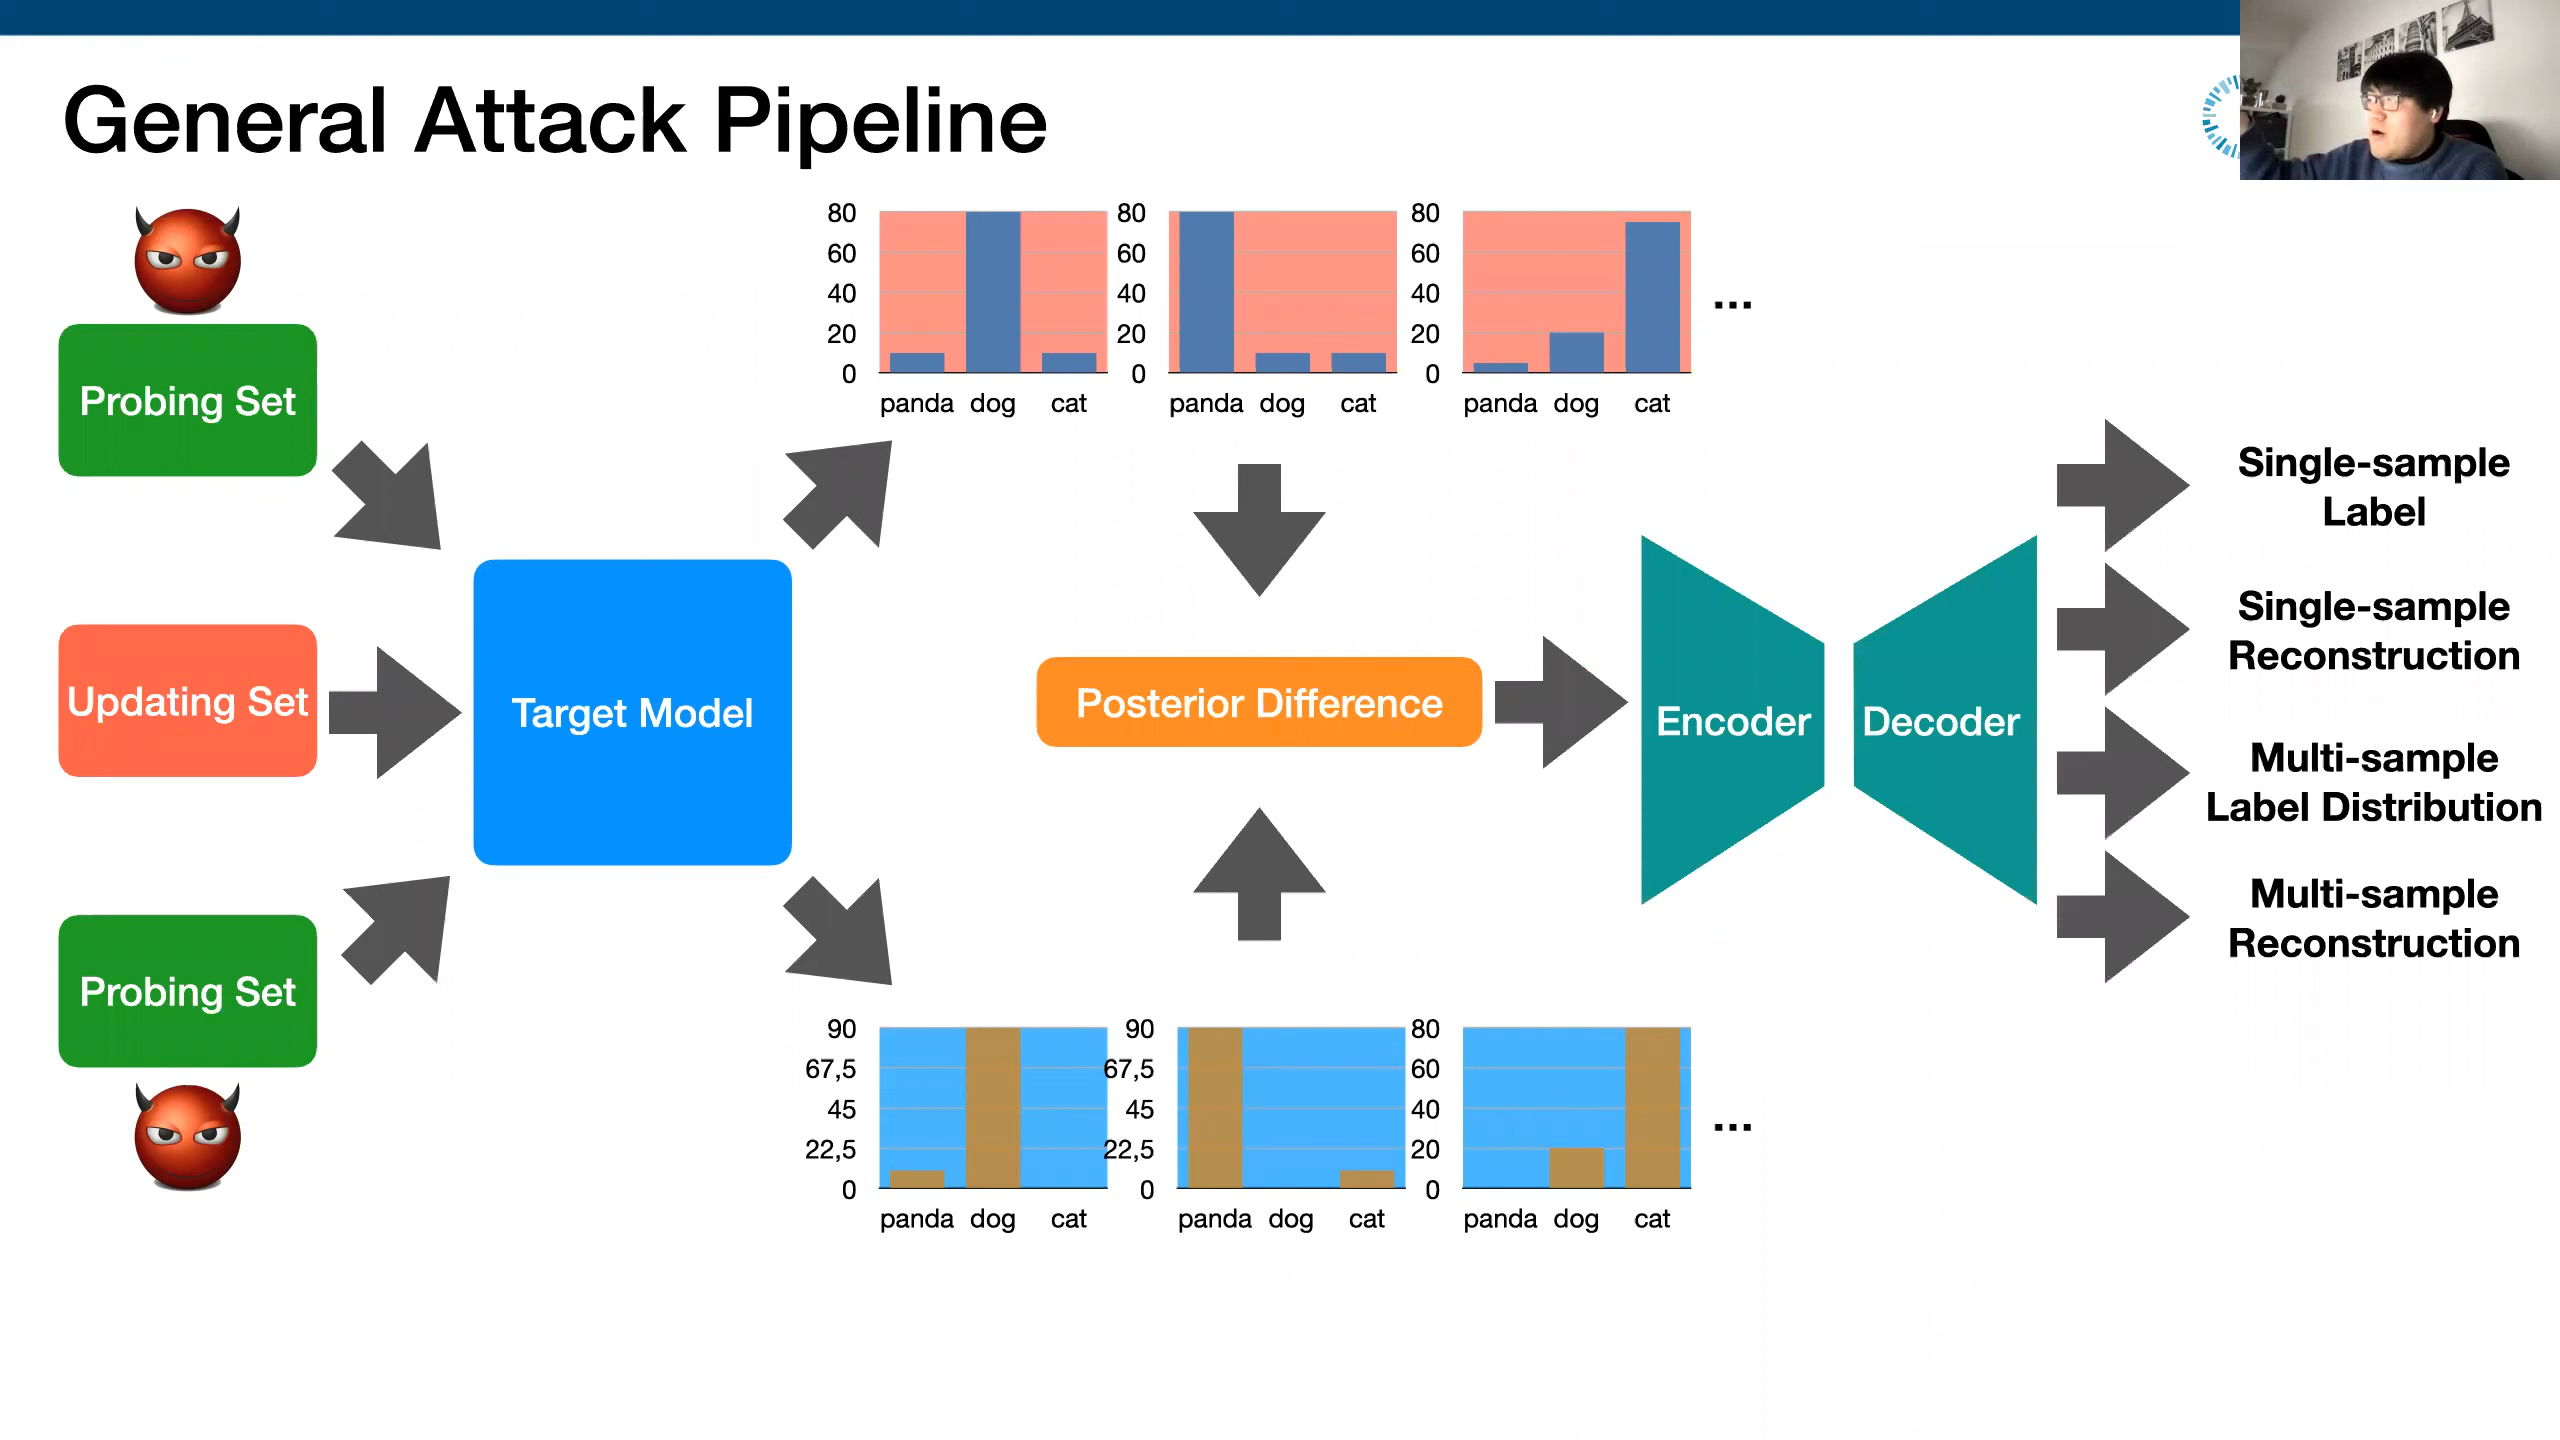 General Attack Pipeline
80
60
40
20
0
panda dog cat
80
60
40
20
0
panda dog cat
80
60
40
20
0
panda dog cat
...
Probing Set
Updating Set
Probing Set
Target Model
Posterior Difference
Encoder
Decoder
Single-sample
Label
Single-sample
Reconstruction
Multi-sample
Label Distribution
Multi-sample
Reconstruction
90
67,5
45
22,5
0
panda dog cat
90
67,5
45
22,5
0
panda dog cat
80
60
40
20
0
panda dog cat
...